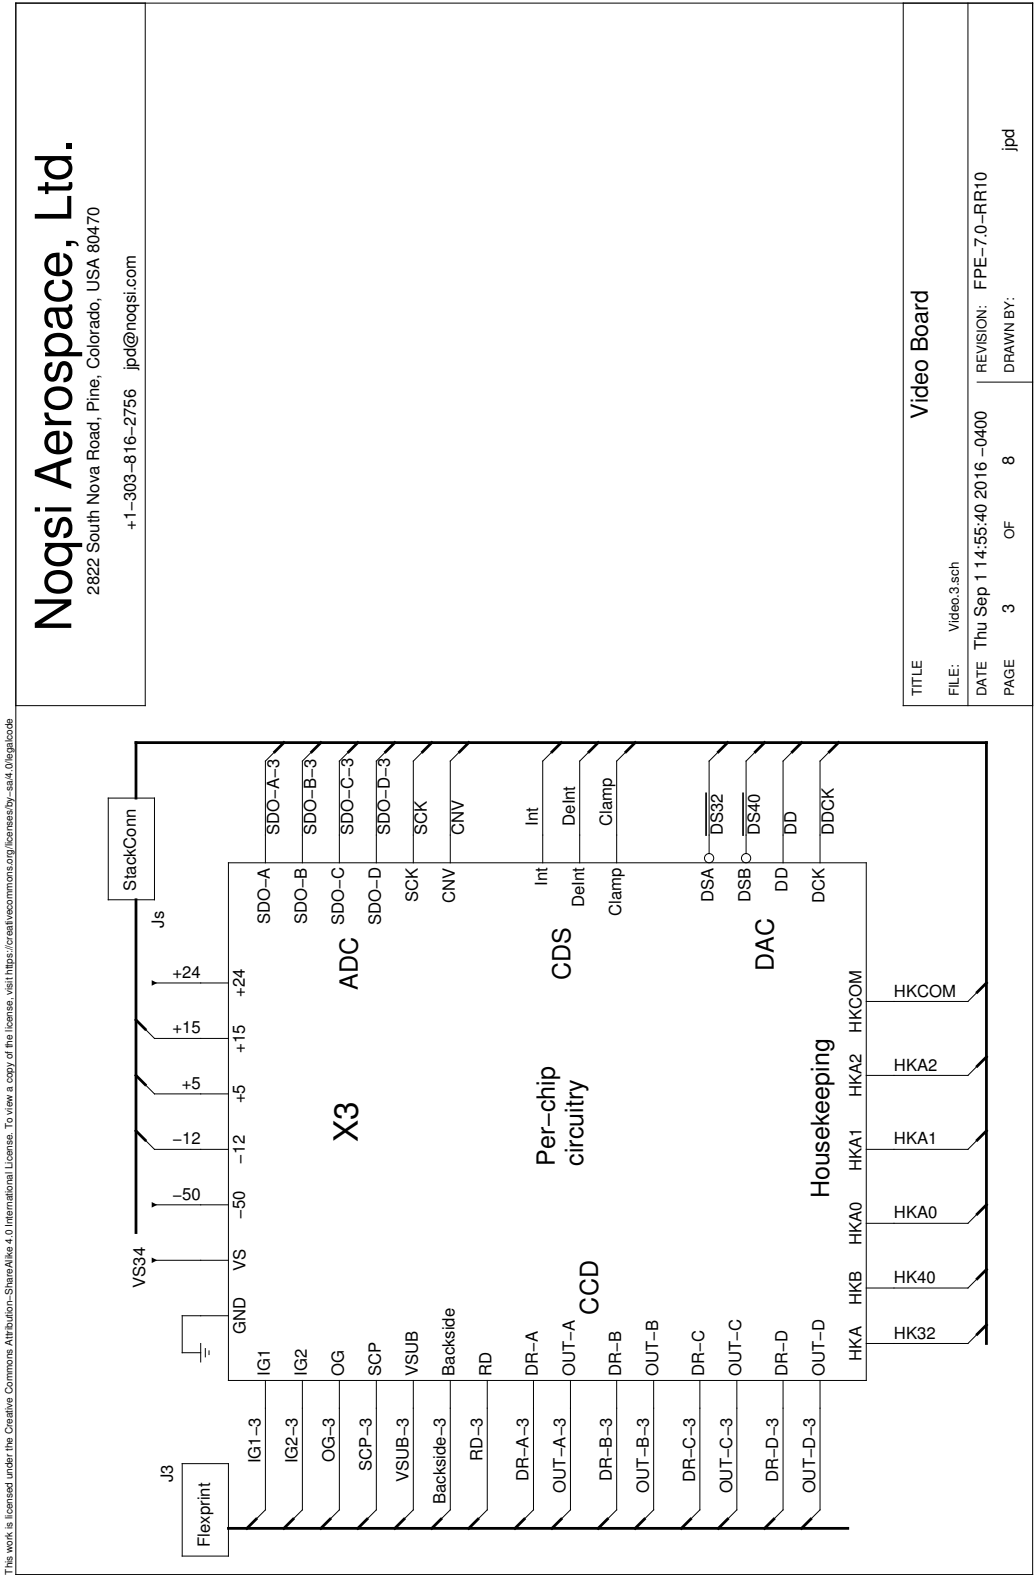 This work is licensed under the Creative Commons Attribution−ShareAlike 4.0 International License. To view a copy of the license, visit https://creativecommons.org/licenses/by−sa/4.0/legalcode
Noqsi Aerospace, Ltd.
2822 South Nova Road, Pine, Colorado, USA 80470
+1−303−816−2756 jpd@noqsi.com
J3
Flexprint
StackConn
Js
VS34
−50
−12
+5
+15
+24
GND
VS
−50
−12
+5
+15
+24
IG1−3
IG1
IG2−3
IG2
OG−3
OG
SCP−3
SCP
VSUB−3
VSUB
Backside−3
Backside
RD−3
RD
DR−A−3
DR−A
OUT−A−3
OUT−A
DR−B−3
DR−B
OUT−B−3
OUT−B
DR−C−3
DR−C
OUT−C−3
OUT−C
DR−D−3
DR−D
OUT−D−3
OUT−D
CCD
X3
Per−chip
circuitry
Housekeeping
ADC
CDS
DAC
SDO−A
SDO−A−3
SDO−B
SDO−B−3
SDO−C
SDO−C−3
SDO−D
SDO−D−3
SCK
SCK
CNV
CNV
Int
Int
DeInt
DeInt
Clamp
Clamp
DSA
DS32
DSB
DS40
DD
DD
DCK
DDCK
HKA
HKB
HKA0
HKA1
HKA2
HKCOM
HK32
HK40
HKA0
HKA1
HKA2
HKCOM
TITLE
Video Board
FILE: Video.3.sch
DATE Thu Sep 1 14:55:40 2016 −0400
REVISION: FPE−7.0−RR10
PAGE 3 OF 8
DRAWN BY: jpd